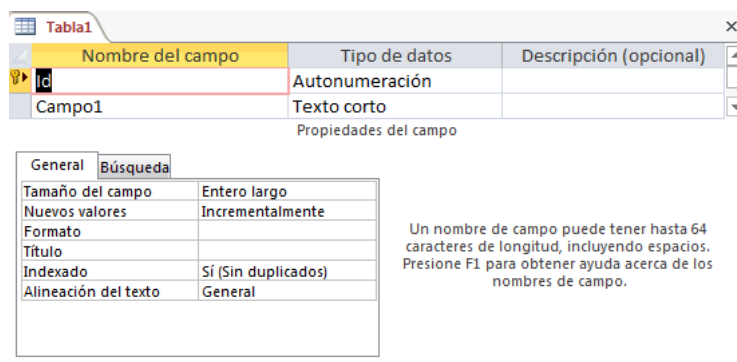 Tabla1
Nombre del campo Tipo de datos Descripción (opcional)
Id Autonumeración
Campo1 Texto corto
Propiedades del campo
General Búsqueda
Tamaño del campo Entero largo
Nuevos valores Incrementalmente
Formato
Título
Indexado Sí (Sin duplicados)
Alineación del texto General
Un nombre de campo puede tener hasta 64
caracteres de longitud, incluyendo espacios.
Presione F1 para obtener ayuda acerca de los
nombres de campo.